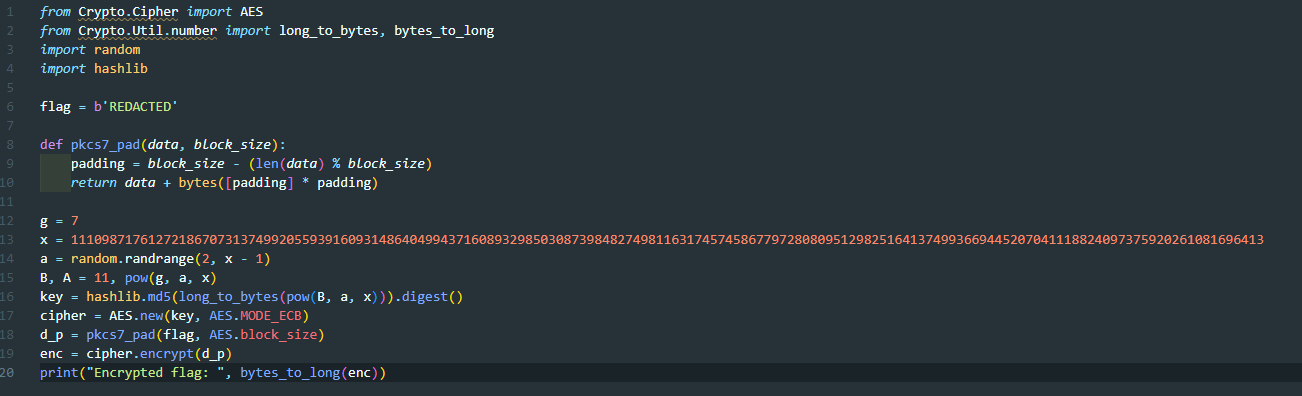 1 from Crypto.Cipher import AES
2 from Crypto.Util.number import long_to_bytes, bytes_to_long
3 import random
4 import hashlib
5
6 flag = b'REDACTED'
7
8 def pkcs7_pad(data, block_size):
9     padding = block_size - (len(data) % block_size)
10     return data + bytes([padding] * padding)
11
12 g = 7
13 x = 11109871761272186707313749920559391609314864049943716089329850308739848274981163174574586779728080951298251641374993669445207041118824097375920261081696413
14 a = random.randrange(2, x - 1)
15 B, A = 11, pow(g, a, x)
16 key = hashlib.md5(long_to_bytes(pow(B, a, x))).digest()
17 cipher = AES.new(key, AES.MODE_ECB)
18 d_p = pkcs7_pad(flag, AES.block_size)
19 enc = cipher.encrypt(d_p)
20 print("Encrypted flag: ", bytes_to_long(enc))